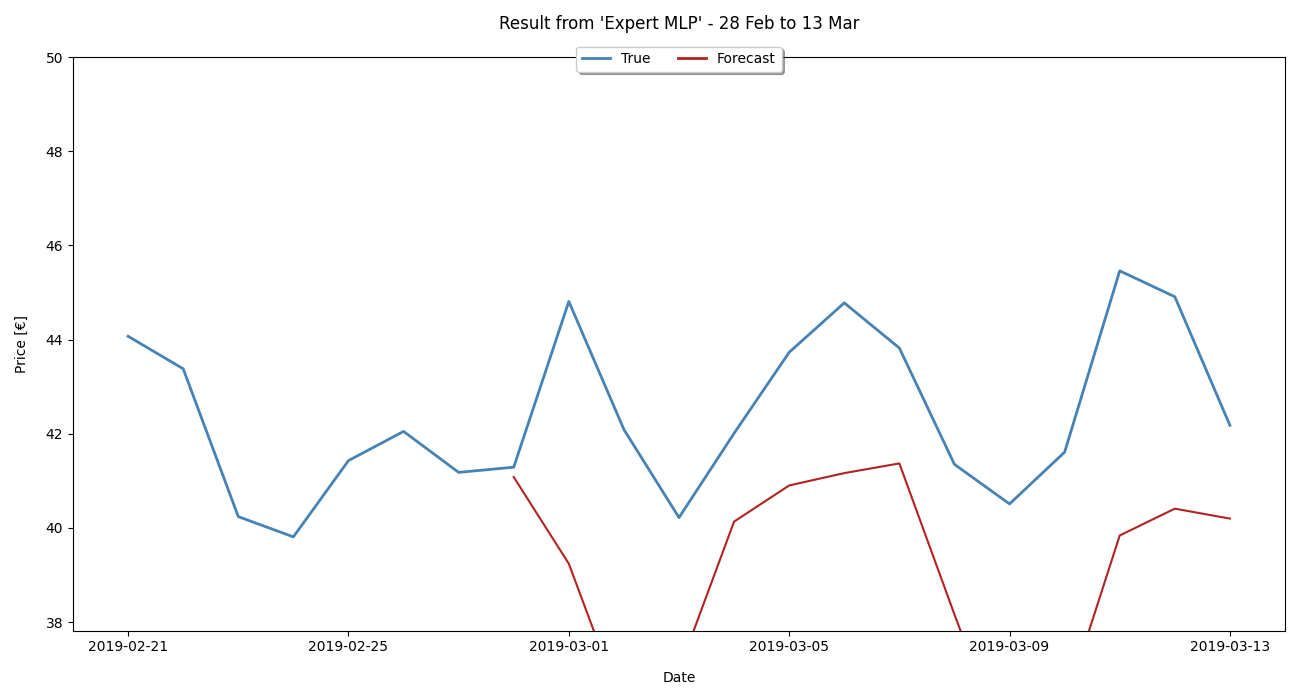 Result from 'Expert MLP' - 28 Feb to 13 Mar
True Forecast
50
48
46
44
42
40
38
Price [€]
2019-02-21 2019-02-25 2019-03-01 2019-03-05 2019-03-09 2019-03-13
Date